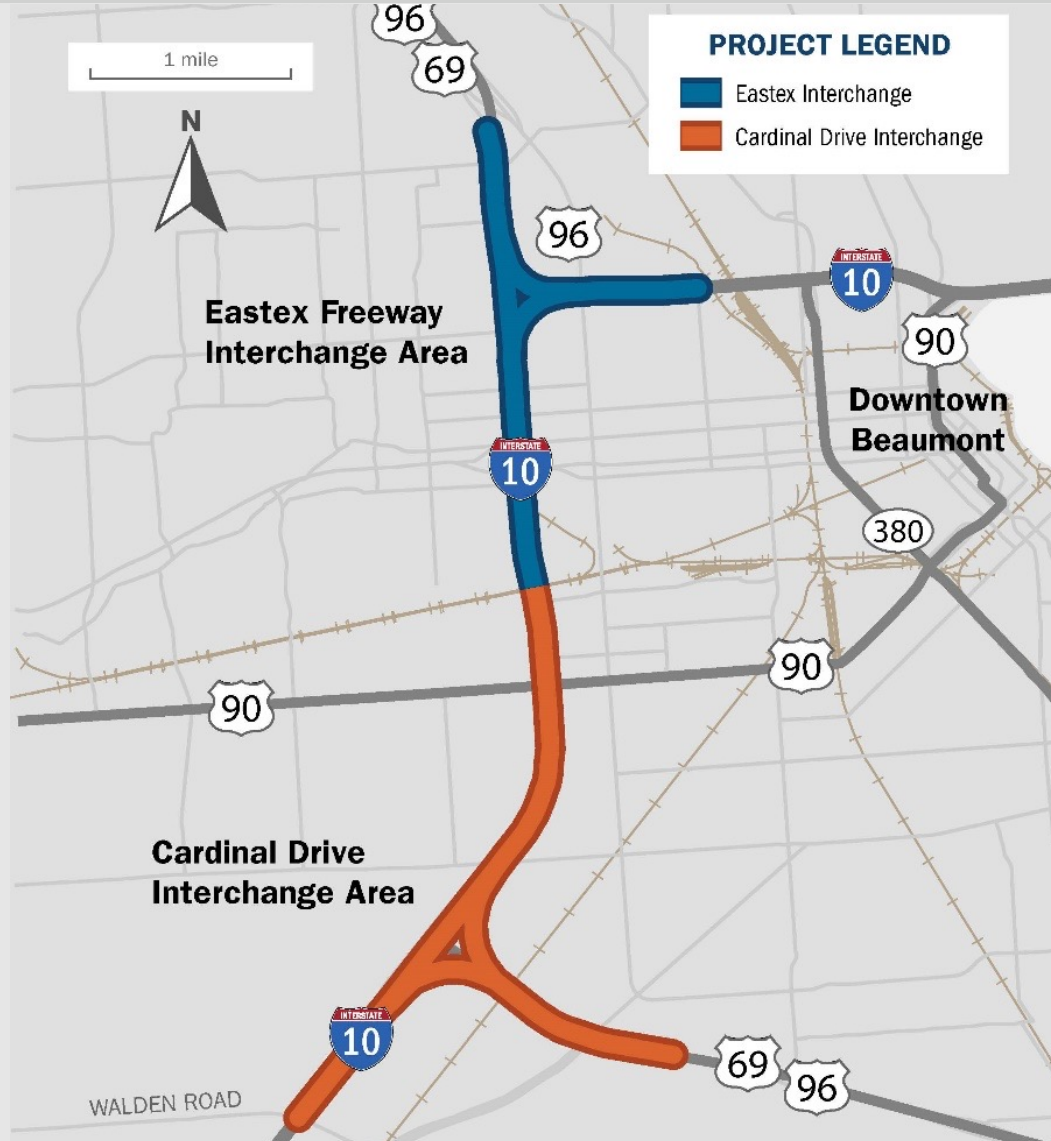 96
69
1 mile
N
PROJECT LEGEND
Eastex Interchange
Cardinal Drive Interchange
96
INTERSTATE
10
Eastex Freeway
Interchange Area
90
Downtown
Beaumont
INTERSTATE
10
380
90
90
Cardinal Drive
Interchange Area
INTERSTATE
10
69
96
WALDEN ROAD